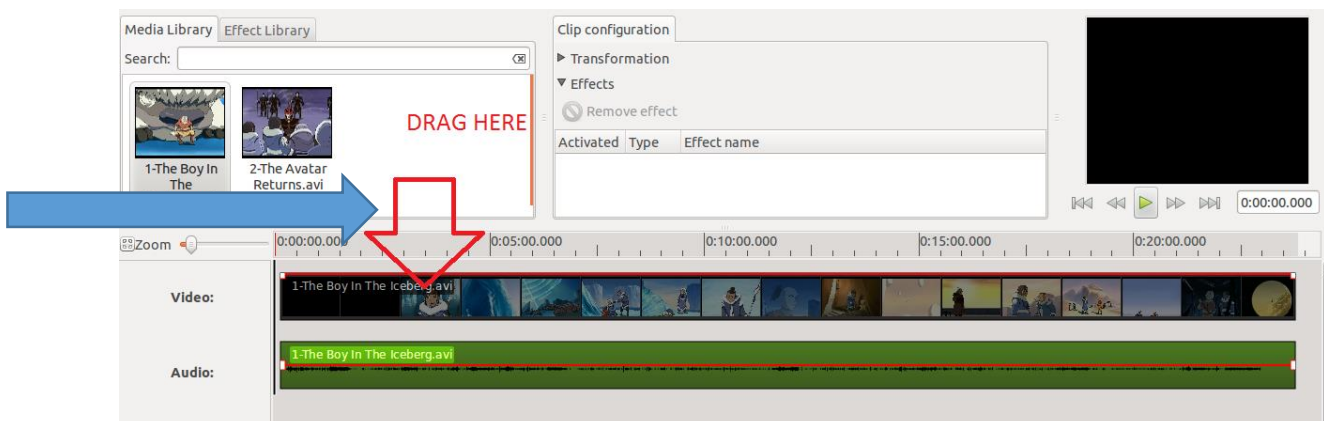 Media Library Effect Library
Search:
1-The Boy In
The
2-The Avatar
Returns.avi
DRAG HERE
Clip configuration
Transformation
Effects
Remove effect
Activated Type Effect name
0:00:00.000
Zoom
0:00:00.000 0:05:00.000 0:10:00.000 0:15:00.000 0:20:00.000
Video:
1-The Boy In The Iceberg.avi
Audio:
1-The Boy In The Iceberg.avi